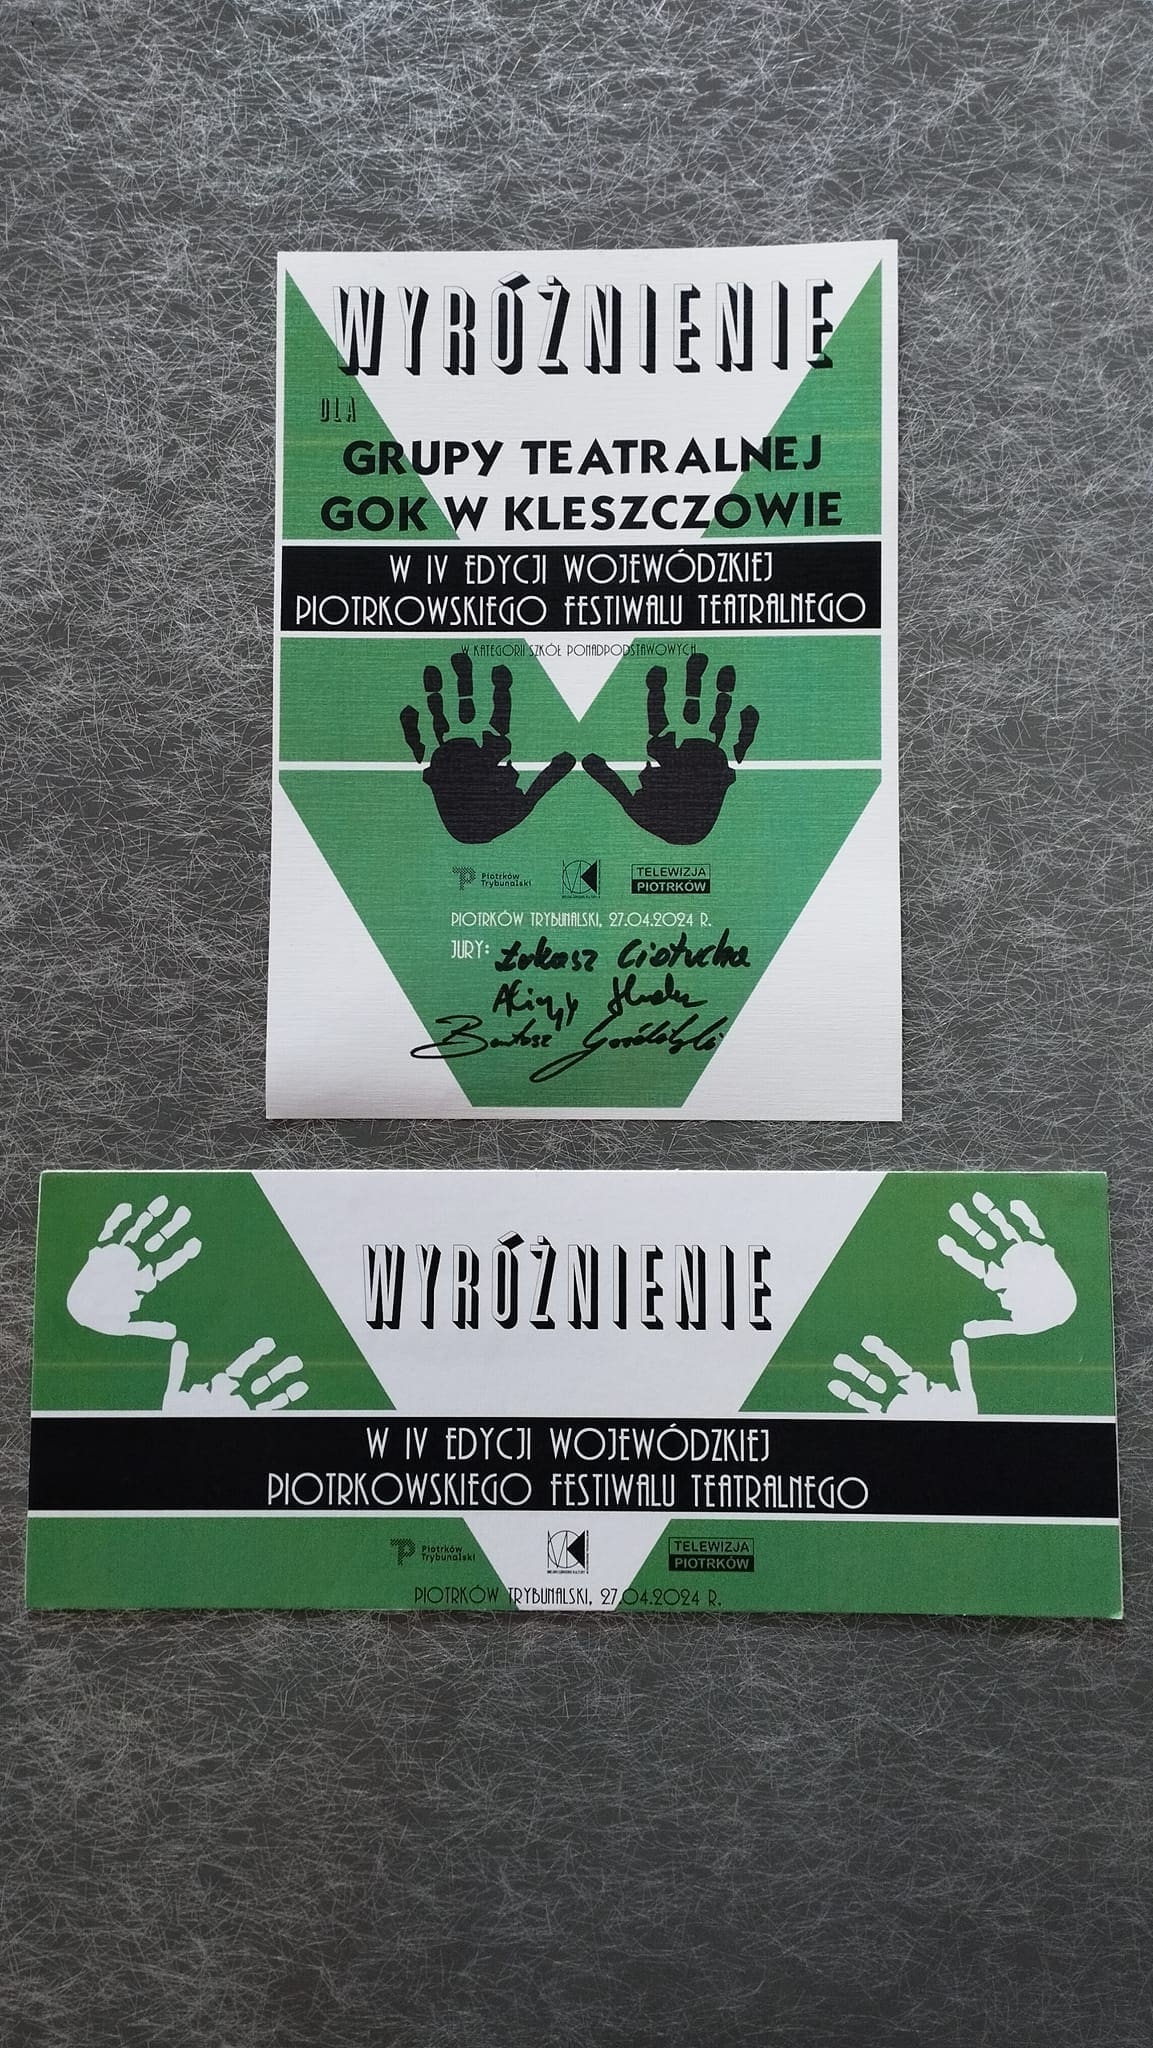 WYRÓŻNIENIE
DLA
GRUPY TEATRALNEJ
GOK W KLESZCZOWIE
W IV EDYCJI WOJEWÓDZKIEJ
PIOTRKOWSKIEGO FESTIWALU TEATRALNEGO
W KATEGORII SZKÓŁ PONADPODSTAWOWYCH
Piotrków
Trybunalski
TELEWIZJA
PIOTRKÓW
PIOTRKÓW TRYBUNALSKI, 27.04.2024 R.
JURY: Łukasz Ciotucha
Bartosz
WYRÓŻNIENIE
W IV EDYCJI WOJEWÓDZKIEJ
PIOTRKOWSKIEGO FESTIWALU TEATRALNEGO
Piotrków
Trybunalski
TELEWIZJA
PIOTRKÓW
PIOTRKÓW TRYBUNALSKI, 27.04.2024 R.